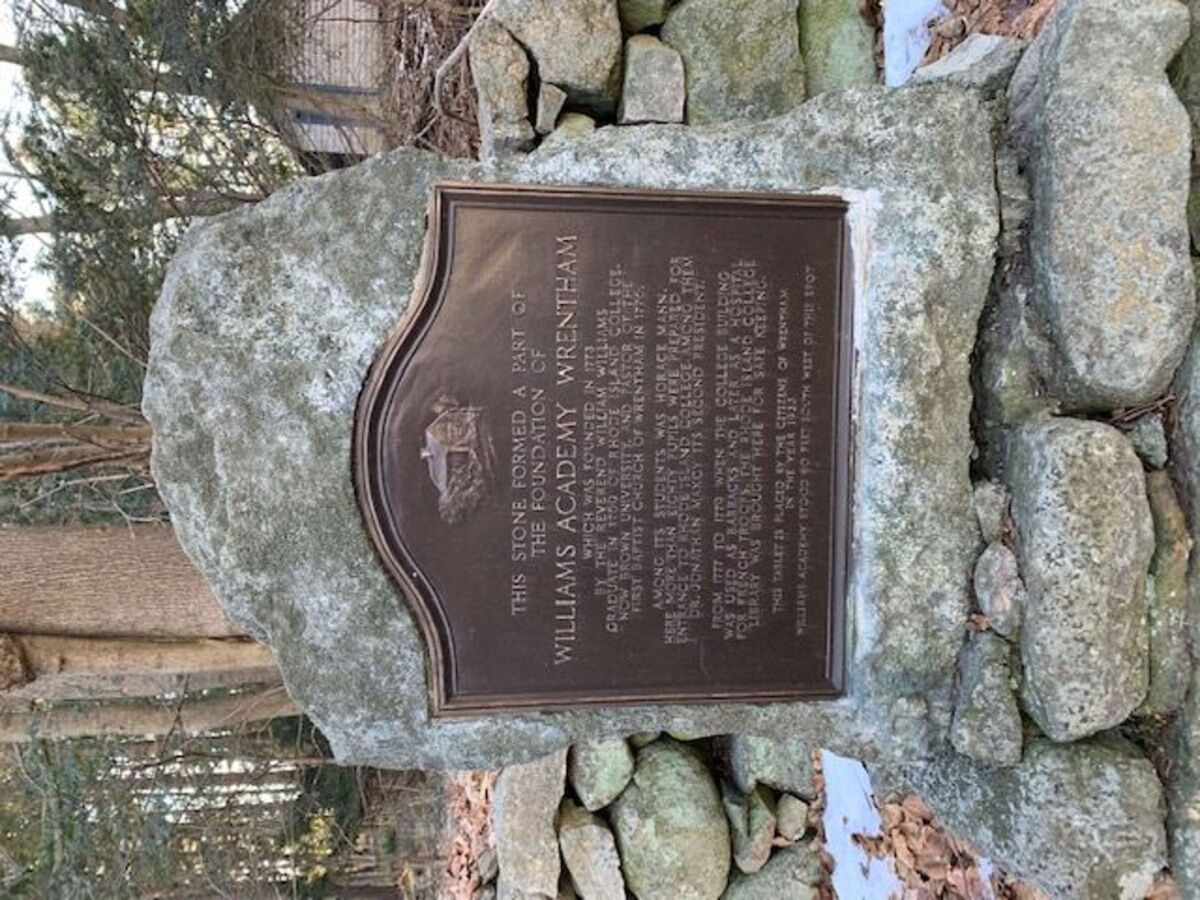 THIS STONE FORMED A PART OF
THE FOUNDATION OF
WILLIAMS ACADEMY WRENTHAM
WHICH WAS FOUNDED IN 1773
BY THE REVEREND WILLIAM WILLIAMS
GRADUATE IN 1769 OF RHODE ISLAND COLLEGE,
NOW BROWN UNIVERSITY, AND PASTOR OF THE
FIRST BAPTIST CHURCH OF WRENTHAM IN
AMONG ITS STUDENTS WAS HORACE MANN.
HERE MORE THAN EIGHTY PUPILS WERE PREPARED FOR
ENTRANCE TO RHODE ISLAND COLLEGE, AMONG THEM
DR. JONATHAN MAXCY ITS SECOND PRESIDENT.
FROM 1777 TO WHEN THE COLLEGE BUILDING
WAS USED AS BARRACKS AND LATER AS A HOSPITAL
FOR FRENCH TROOPS, THE RHODE ISLAND COLLEGE
LIBRARY WAS BROUGHT HERE FOR SAFE KEEPING.
THIS TABLET IS PLACED BY THE CITIZENS OF WRENTHAM
IN THE YEAR 1933
WILLIAMS ACADEMY STOOD FEET SOUTH WEST OF THIS SPOT